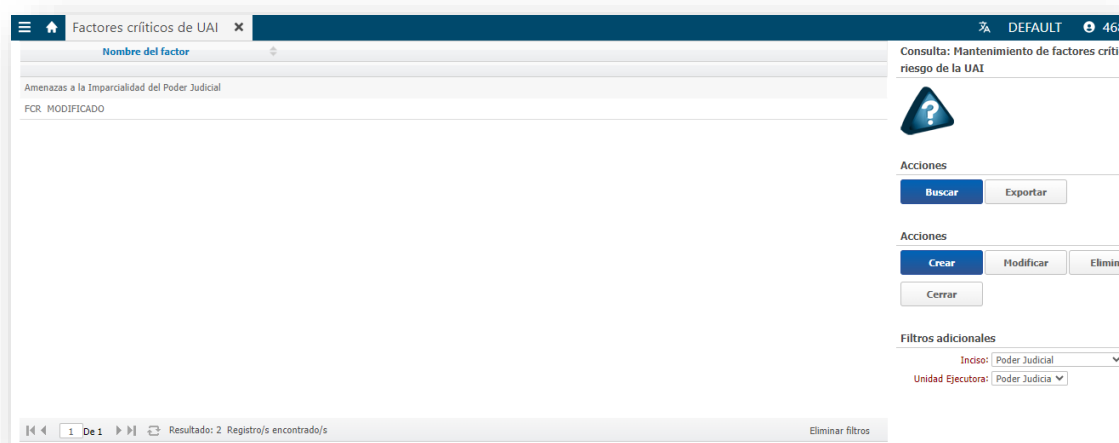 Factores críticos de UAI ×
DEFAULT
Nombre del factor
Amenazas a la Imparcialidad del Poder Judicial
FCR MODIFICADO
1 De 1 Resultado: 2 Registro/s encontrado/s
Eliminar filtros
Consulta: Mantenimiento de factores
riesgo de la UAI
Acciones
Buscar Exportar
Acciones
Crear Modificar
Cerrar
Filtros adicionales
Inciso: Poder Judicial
Unidad Ejecutora: Poder Judicia